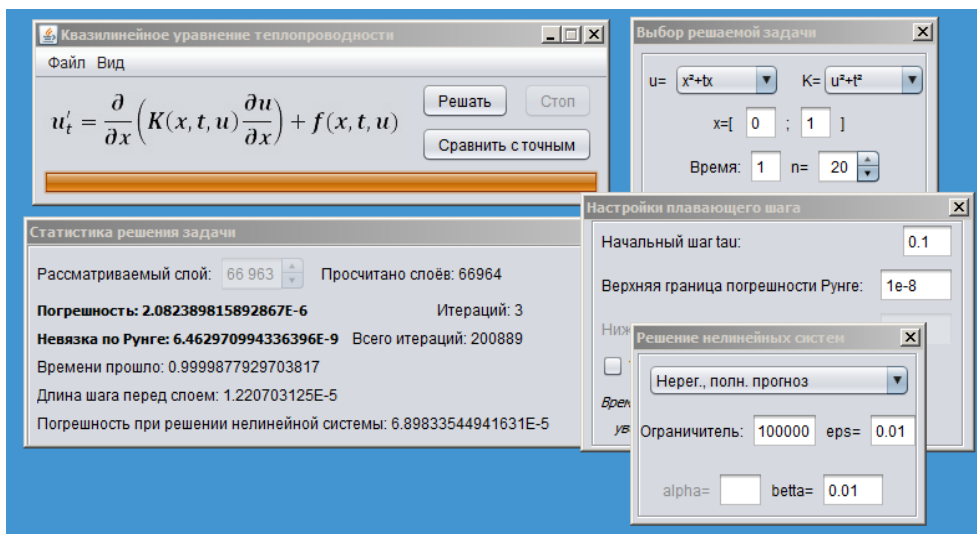 Квазилинейное уравнение теплопроводности
Файл Вид
u′ₜ = ∂/∂x (K(x, t, u) ∂u/∂x) + f(x, t, u)
Решать Стоп
Сравнить с точным
Выбор решаемой задачи
u= x²+tx K= u²+t²
x=[ 0 ; 1 ]
Время: 1 n= 20
Статистика решения задачи
Рассматриваемый слой: 66 963 Просчитано слоёв: 66964
Погрешность: 2.082389815892867E-6 Итераций: 3
Невязка по Рунге: 6.462970994336396E-9 Всего итераций: 200889
Времени прошло: 0.9999877929703817
Длина шага перед слоем: 1.220703125E-5
Погрешность при решении нелинейной системы: 6.89833544941631E-5
Настройки плавающего шага
Начальный шаг tau: 0.1
Верхняя граница погрешности Рунге: 1e-8
Решение нелинейных систем
Нерег., полн. прогноз
Ограничитель: 100000 eps= 0.01
alpha= betta= 0.01